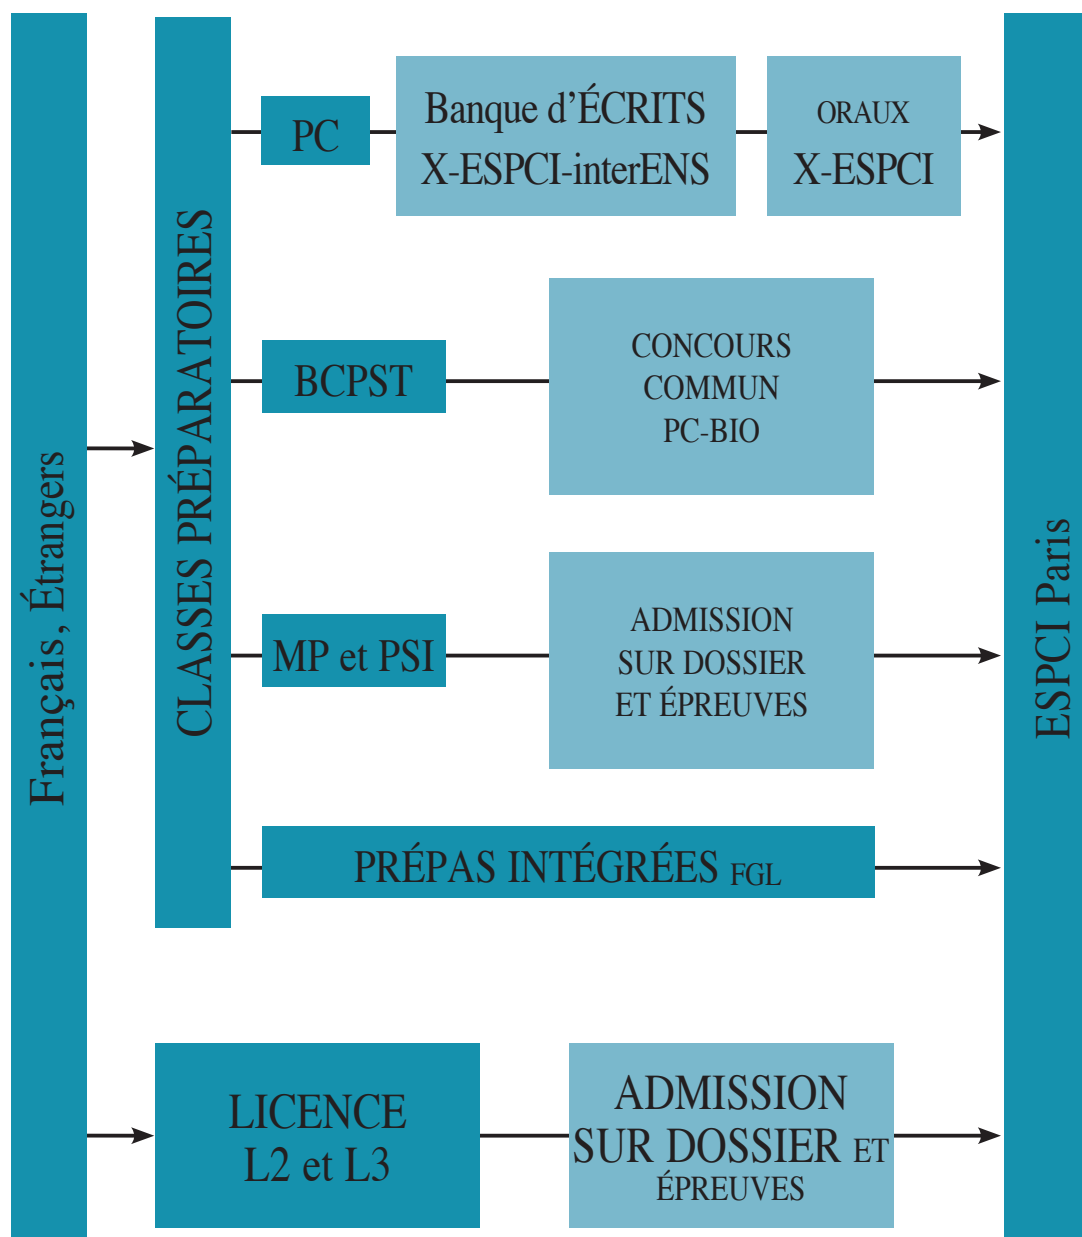 Français, Étrangers
CLASSES PRÉPARATOIRES
PC
Banque d'ÉCRITS
X-ESPCI-interENS
ORAUX
X-ESPCI
BCPST
CONCOURS
COMMUN
PC-BIO
MP et PSI
ADMISSION
SUR DOSSIER
ET ÉPREUVES
PRÉPAS INTÉGRÉES FGL
LICENCE
L2 et L3
ADMISSION
SUR DOSSIER ET
ÉPREUVES
ESPCI Paris